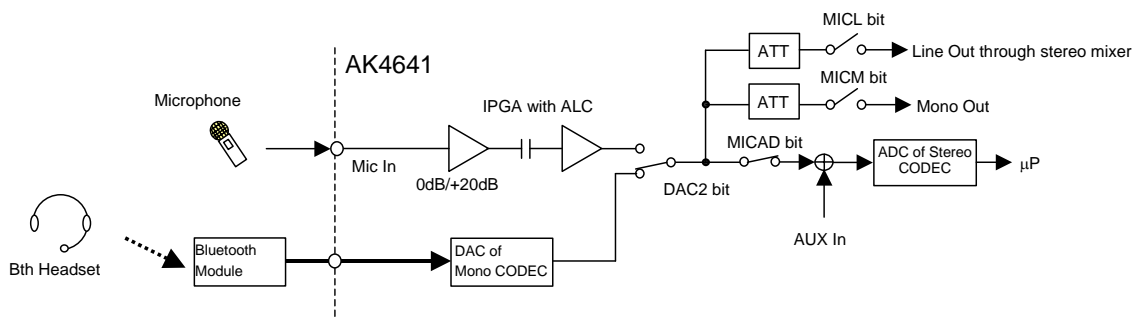 MICL bit
ATT
Line Out through stereo mixer
AK4641
MICM bit
Microphone
IPGA with ALC
ATT
Mono Out
MICAD bit
Mic In
ADC of Stereo
CODEC
μP
0dB/+20dB
DAC2 bit
AUX In
Bth Headset
Bluetooth
Module
DAC of
Mono CODEC